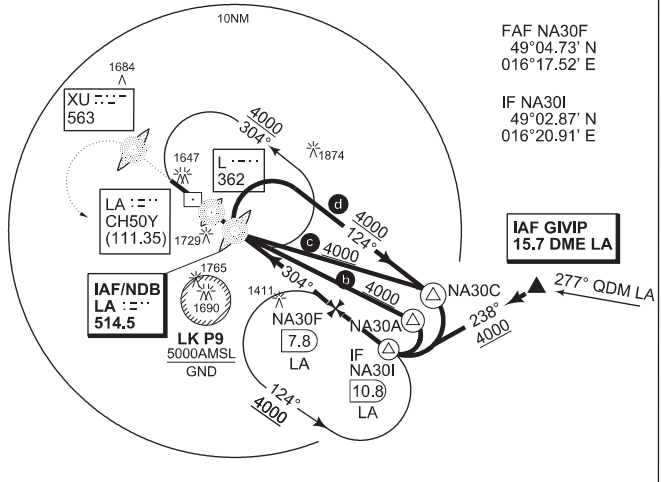 10NM
FAF NA30F
49°04.73' N
016°17.52' E
IF NA30I
49°02.87' N
016°20.91' E
1684
XU
563
4000
304°
1874
1647
L
362
LA
CH50Y
(111.35)
1729
d
4000
124°
c
4000
b
4000
IAF GIVIP
15.7 DME LA
277° QDM LA
NA30C
238°
4000
IAF/NDB
LA
514.5
1765
1690
LK P9
5000AMSL
GND
304°
1411
NA30F
7.8
LA
NA30A
IF
NA30I
10.8
LA
124°
4000